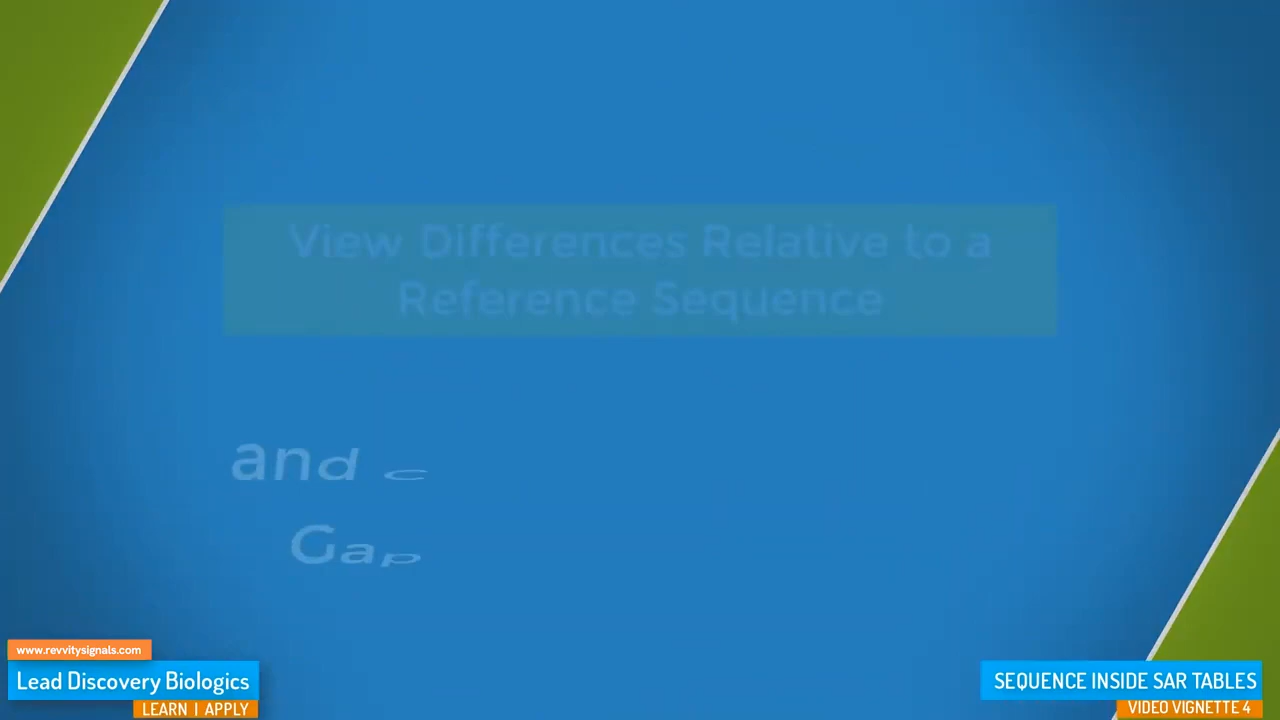 View Differences Relative to a
Reference Sequence
and c
Gap
www.revvitysignals.com
Lead Discovery Biologics
LEARN | APPLY
SEQUENCE INSIDE SAR TABLES
VIDEO VIGNETTE 4